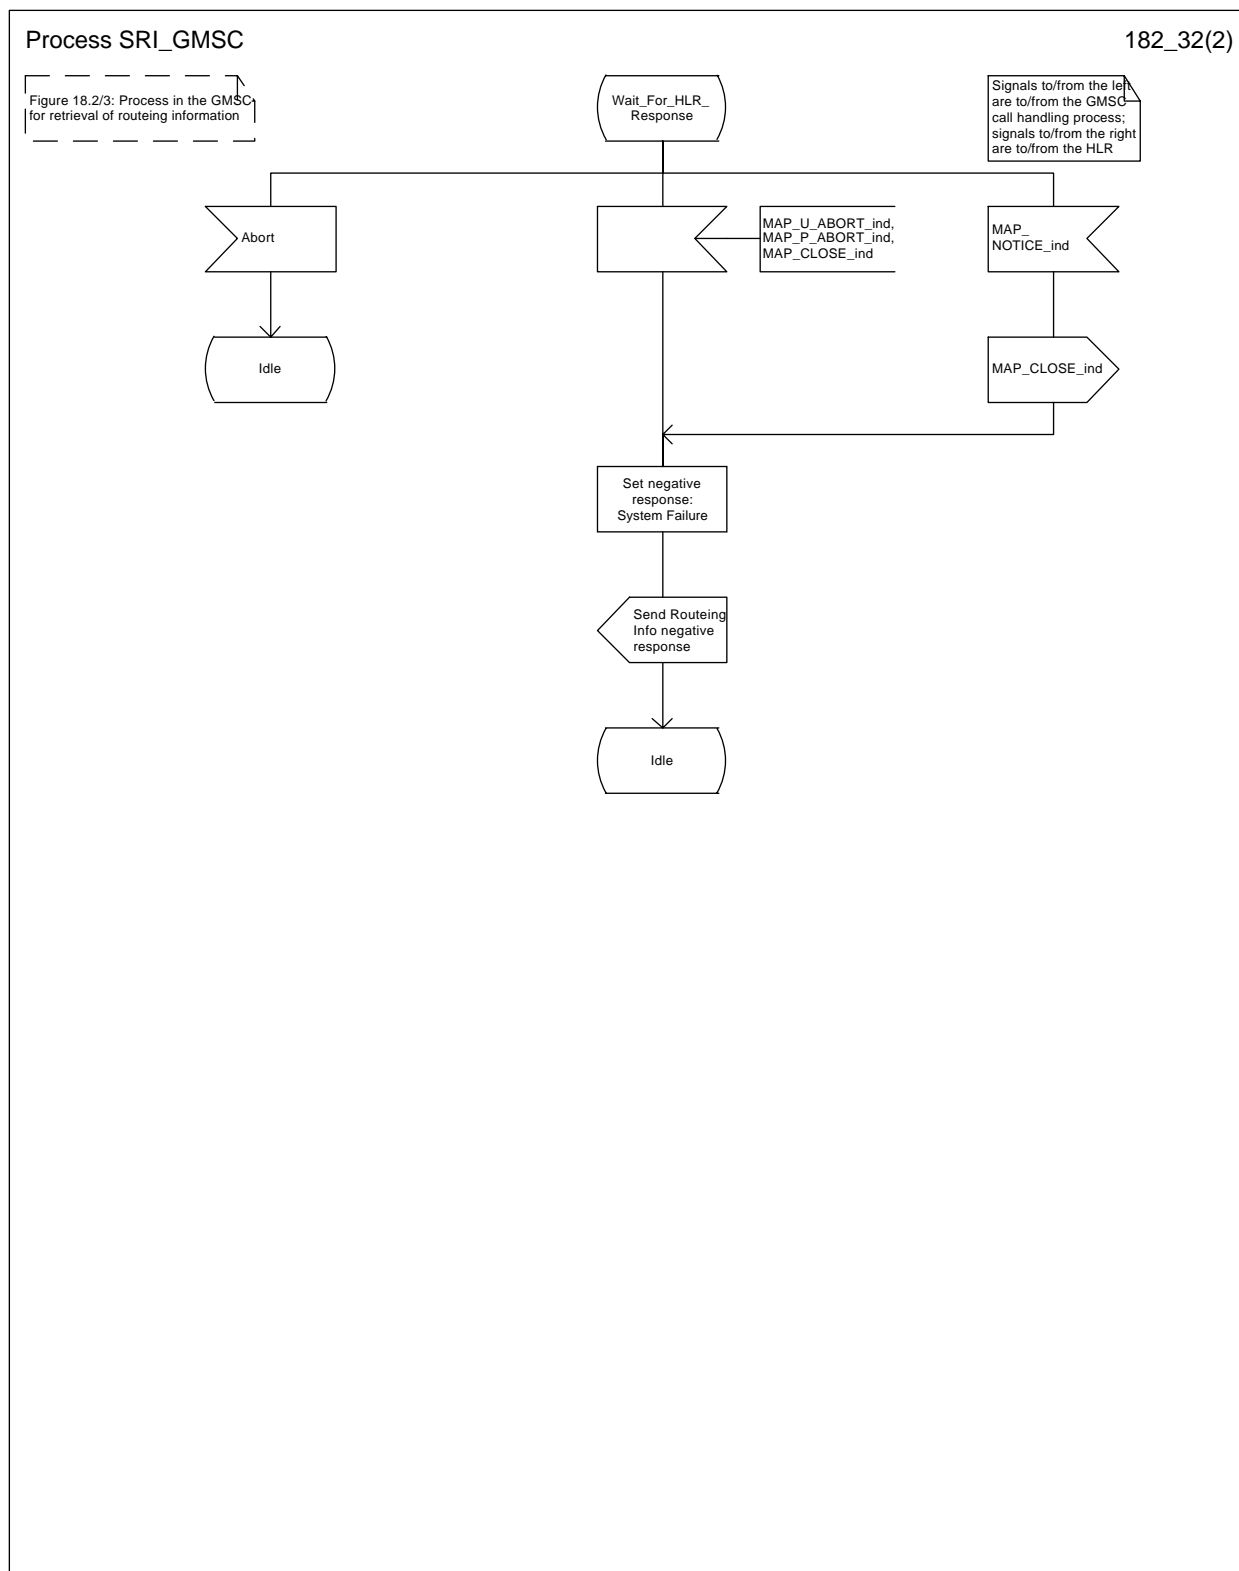 Process SRI_GMSC
182_32(2)
Figure 18.2/3: Process in the GMSC
for retrieval of routeing information
Wait_For_HLR_
Response
Signals to/from the left
are to/from the GMSC
call handling process;
signals to/from the right
are to/from the HLR
Abort
MAP_U_ABORT_ind,
MAP_P_ABORT_ind,
MAP_CLOSE_ind
MAP_
NOTICE_ind
Idle
MAP_CLOSE_ind
Set negative
response:
System Failure
Send Routeing
Info negative
response
Idle